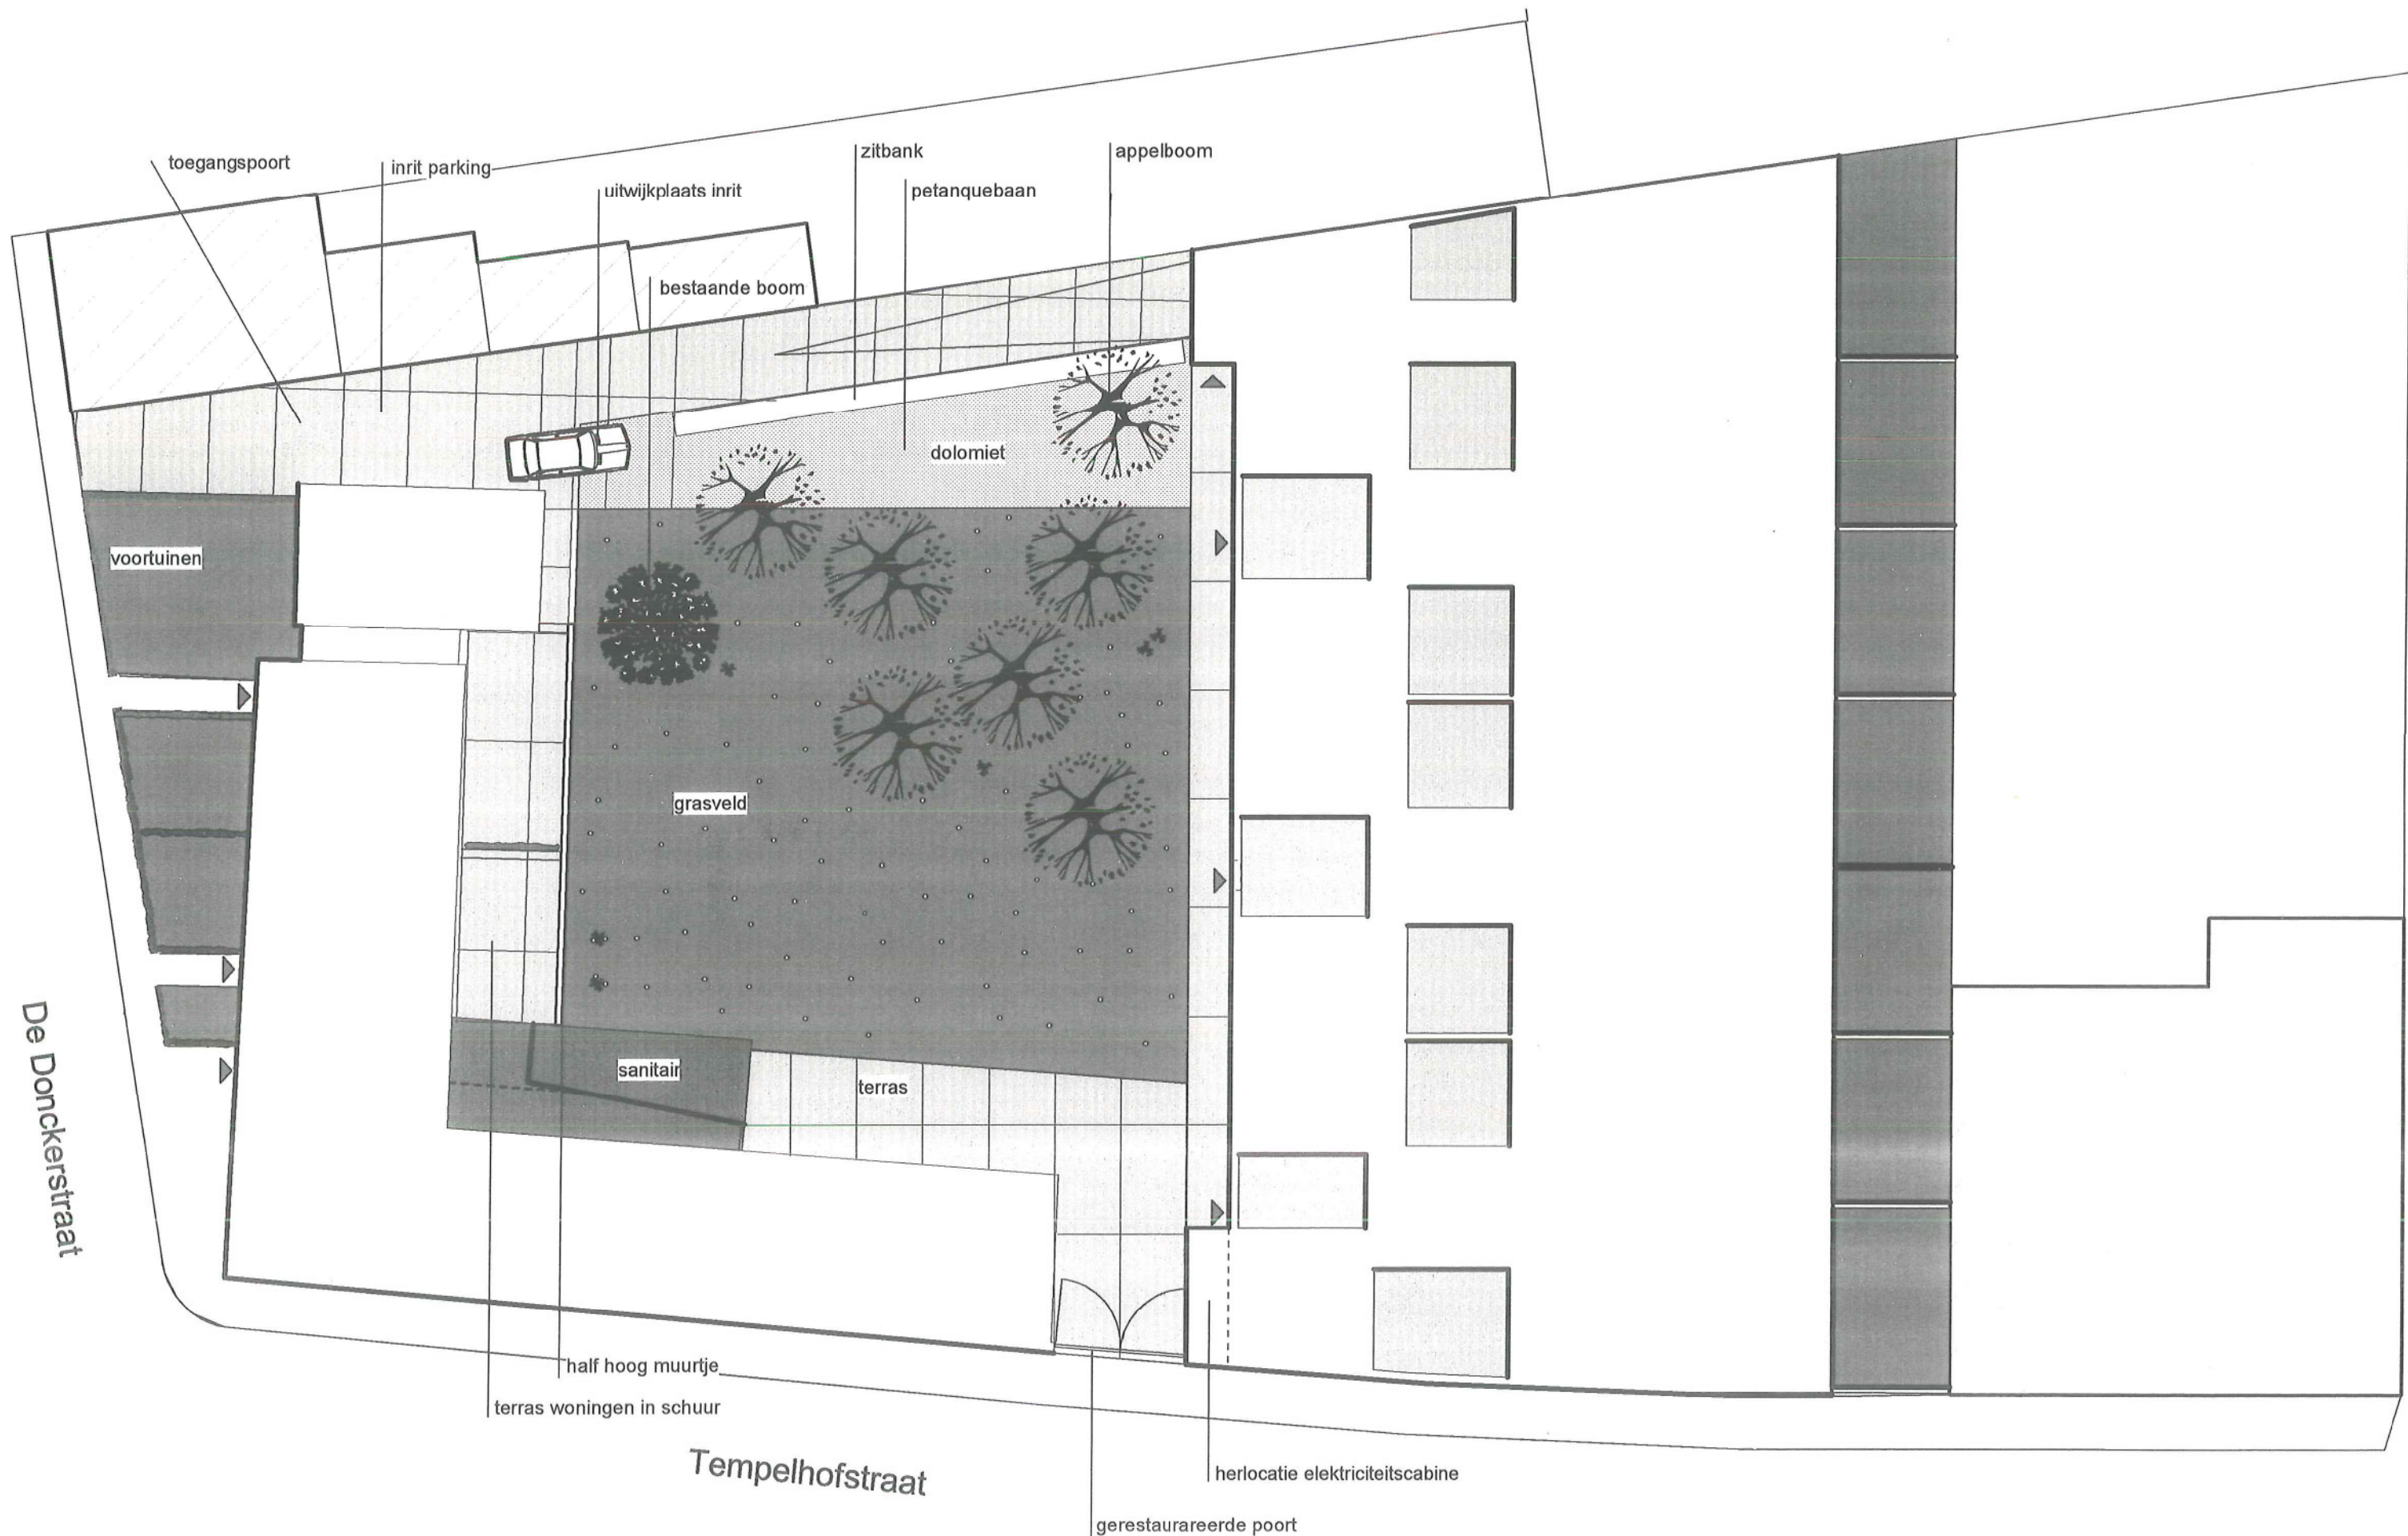 toegangspoort
inrit parking
uitwijkplaats inrit
zitbank
petanquebaan
appelboom
bestaande boom
dolomiet
voortuinen
grasveld
sanitair
terras
De Donckerstraat
half hoog muurtje
terras woningen in schuur
Tempelhofstraat
herlocatie elektriciteitscabine
gerestaurareerde poort